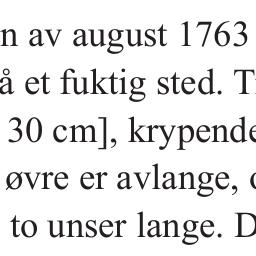 n av august 1763
å et fuktig sted. T
30 cm], krypende
øvre er avlange,
to unser lange. D